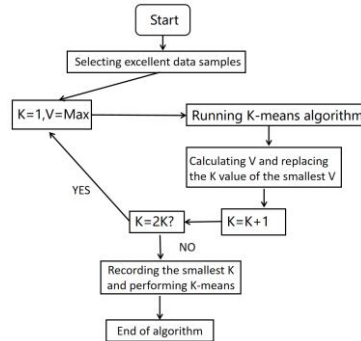 Start
Selecting excellent data samples
K=1,V=Max
Running K-means algorithm
Calculating V and replacing
the K value of the smallest V
YES
K=2K?
K=K+1
NO
Recording the smallest K
and performing K-means
End of algorithm